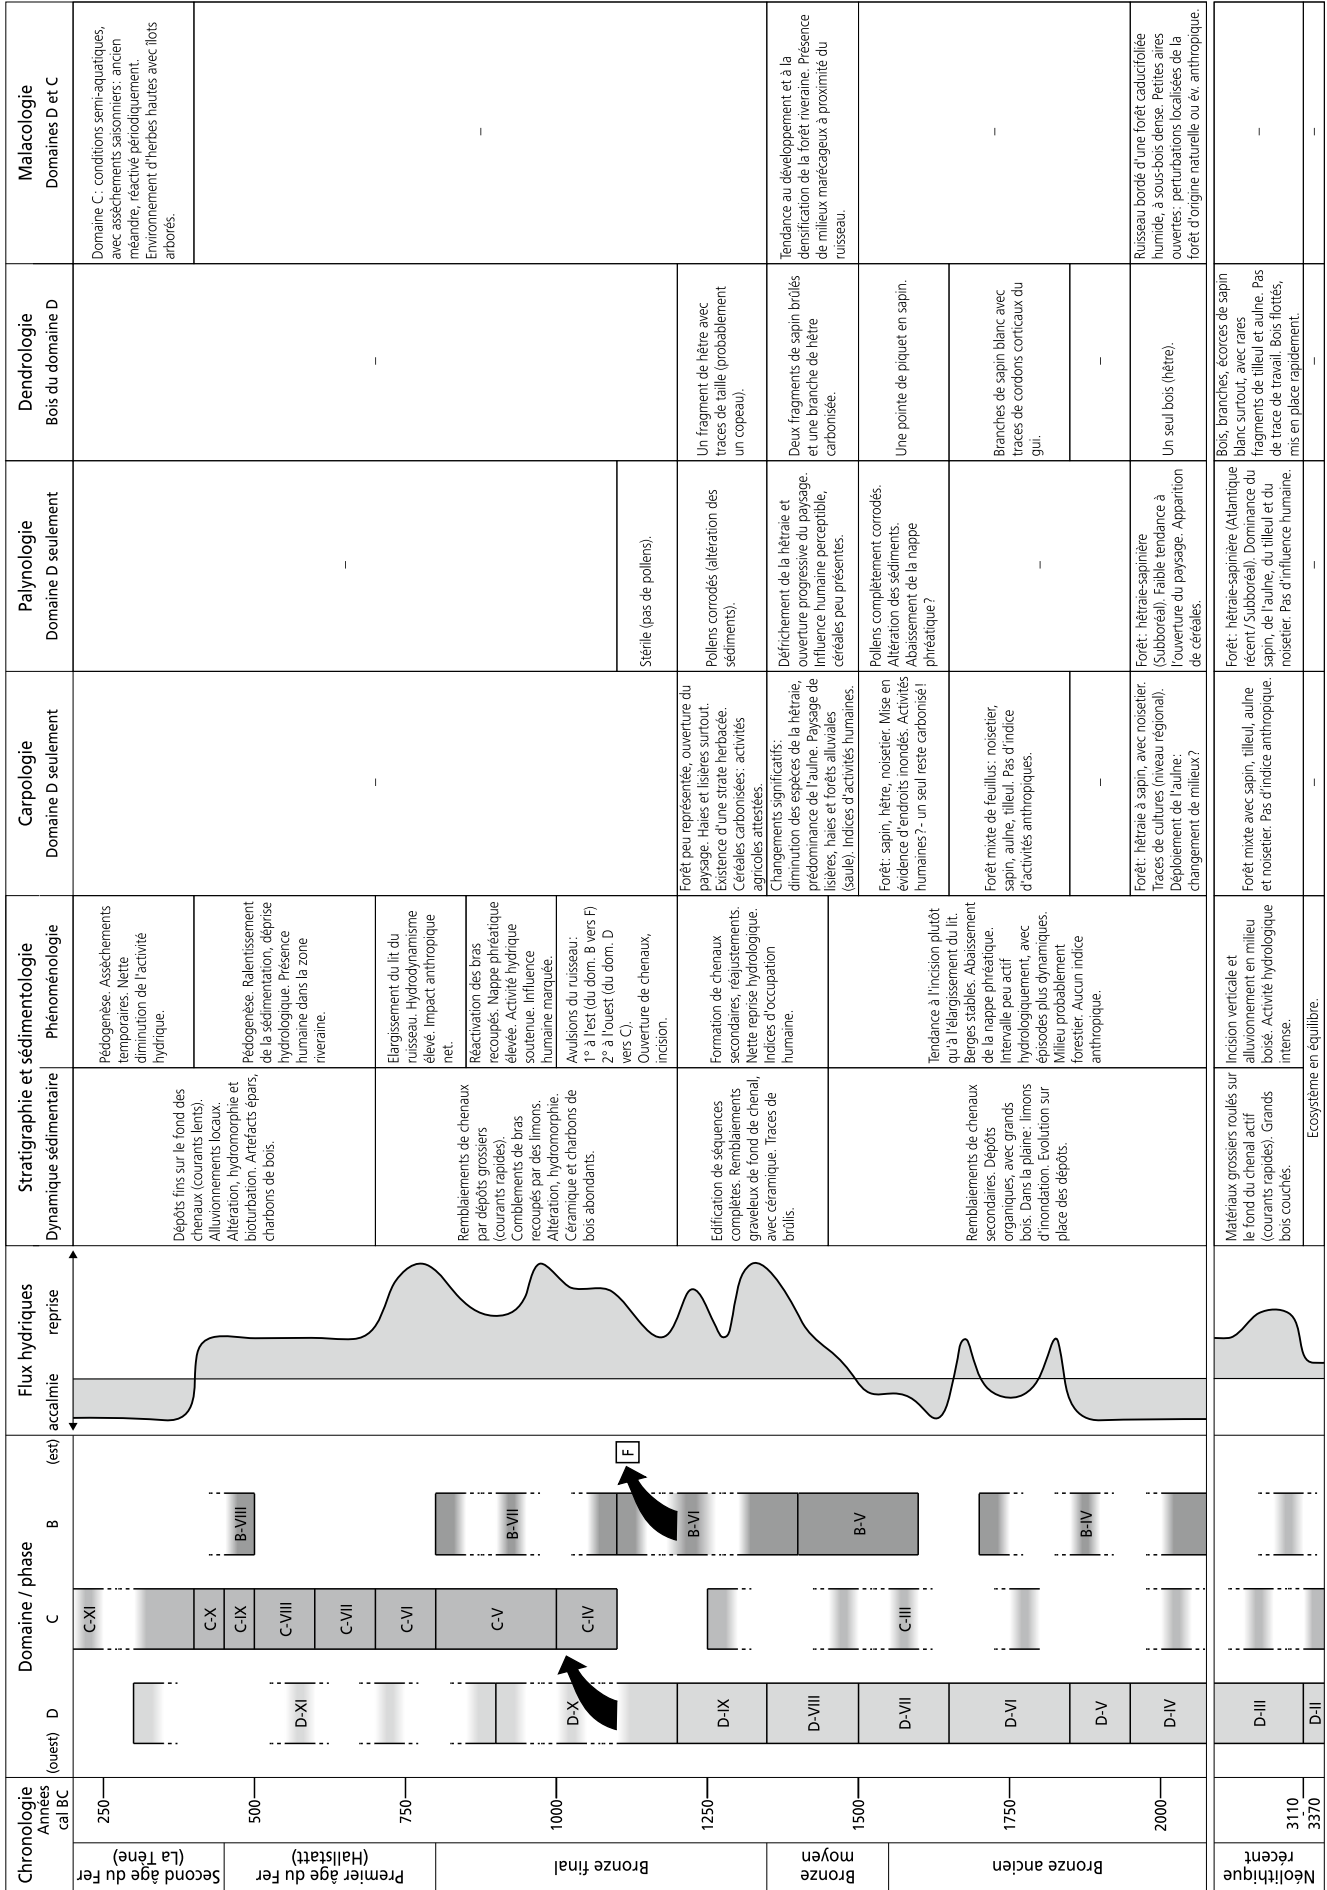 Chronologie
Années
cal BC
Domaine / phase
(ouest)
D
C
B
(est)
Flux hydriques
accalmie
reprise
Stratigraphie et sédimentologie
Dynamique sédimentaire
Phénoménologie
Carpologie
Domaine D seulement
Palynologie
Domaine D seulement
Dendrologie
Bois du domaine D
Malacologie
Domaines D et C
Second âge du Fer
(La Tène)
Premier âge du Fer
(Hallstatt)
Bronze final
Bronze
moyen
Bronze ancien
Néolithique
récent
250
500
750
1000
1250
1500
1750
2000
3110
3370
D-XI
D-X
D-IX
D-VIII
D-VII
D-VI
D-V
D-IV
D-III
D-II
C-XI
C-X
C-IX
C-VIII
C-VII
C-VI
C-V
C-IV
C-III
B-VIII
B-VII
B-VI
B-V
B-IV
F
Dépôts fins sur le fond des
chenaux (courants lents).
Alluvionnements locaux.
Altération, hydromorphie et
bioturbation. Artefacts épars,
charbons de bois.
Remblaiements de chenaux
par dépôts grossiers
(courants rapides).
Comblements de bras
recoupés par des limons.
Altération, hydromorphie.
Céramique et charbons de
bois abondants.
Edification de séquences
complètes. Remblaiements
graveleux de fond de chenal,
avec céramique. Traces de
brûlis.
Remblaiements de chenaux
secondaires. Dépôts
organiques, avec grands
bois. Dans la plaine: limons
d'inondation. Evolution sur
place des dépôts.
Matériaux grossiers roulés sur
le fond du chenal actif
(courants rapides). Grands
bois couchés.
Ecosystème en équilibre.
Pédogenèse. Assèchements
temporaires. Nette
diminution de l'activité
hydrique.
Pédogenèse. Ralentissement
de la sédimentation, déprise
hydrologique. Présence
humaine dans la zone
riveraine.
Elargissement du lit du
ruisseau. Hydrodynamisme
élevé. Impact anthropique
net.
Réactivation des bras
recoupés. Nappe phréatique
élevée. Activité hydrique
soutenue. Influence
humaine marquée.
Avulsions du ruisseau:
1° à l'est (du dom. B vers F)
2° à l'ouest (du dom. D
vers C).
Ouverture de chenaux,
incision.
Formation de chenaux
secondaires, réajustements.
Nette reprise hydrologique.
Indices d'occupation
humaine.
Tendance à l'incision plutôt
qu'à l'élargissement du lit.
Berges stables. Abaissement
de la nappe phréatique.
Intervalle peu actif
hydrologiquement, avec
épisodes plus dynamiques.
Milieu probablement
forestier. Aucun indice
anthropique.
Incision verticale et
alluvionnement en milieu
boisé. Activité hydrologique
intense.
–
Forêt peu représentée, ouverture du
paysage. Haies et lisières surtout.
Existence d'une strate herbacée.
Céréales carbonisées: activités
agricoles attestées.
Changements significatifs:
diminution des espèces de la hêtraie,
prédominance de l'aulne. Paysage de
lisières, haies et forêts alluviales
(saule). Indices d'activités humaines.
Forêt: sapin, hêtre, noisetier. Mise en
évidence d'endroits inondés. Activités
humaines? - un seul reste carbonisé!
Forêt mixte de feuillus: noisetier,
sapin, aulne, tilleul. Pas d'indice
d'activités anthropiques.
–
Forêt: hêtraie à sapin, avec noisetier.
Traces de cultures (niveau régional).
Déploiement de l'aulne:
changement de milieu?
Forêt mixte avec sapin, tilleul, aulne
et noisetier. Pas d'indice anthropique.
–
–
Stérile (pas de pollens).
Pollens corrodés (altération des
sédiments).
Défrichement de la hêtraie et
ouverture progressive du paysage.
Influence humaine perceptible,
céréales peu présentes.
Pollens complètement corrodés.
Altération des sédiments.
Abaissement de la nappe
phréatique?
–
Forêt: hêtraie-sapinière
(Subboréal). Faible tendance à
l'ouverture du paysage. Apparition
de céréales.
Forêt: hêtraie-sapinière (Atlantique
récent / Subboréal). Dominance du
sapin, de l'aulne, du tilleul et du
noisetier. Pas d'influence humaine.
–
–
Un fragment de hêtre avec
traces de taille (probablement
un copeau).
Deux fragments de sapin brûlés
et une branche de hêtre
carbonisée.
Une pointe de piquet en sapin.
Branches de sapin blanc avec
traces de cordons corticaux du
gui.
–
Un seul bois (hêtre).
Bois, branches, écorces de sapin
blanc surtout, avec rares
fragments de tilleul et aulne. Pas
de trace de travail. Bois flottés,
mis en place rapidement.
–
Domaine C: conditions semi-aquatiques,
avec assèchements saisonniers: ancien
méandre, réactivé périodiquement.
Environnement d'herbes hautes avec îlots
arborés.
–
Tendance au développement et à la
densification de la forêt riveraine. Présence
de milieux marécageux à proximité du
ruisseau.
–
Ruisseau bordé d'une forêt caducifoliée
humide, à sous-bois dense. Petites aires
ouvertes: perturbations localisées de la
forêt d'origine naturelle ou év. anthropique.
–
–